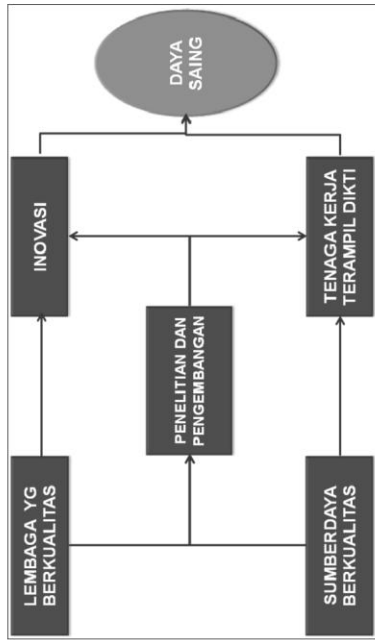 LEMBAGA YG
BERKUALITAS
INOVASI
PENELITIAN DAN
PENGEMBANGAN
DAYA
SAING
SUMBERDAYA
BERKUALITAS
TENAGA KERJA
TERAMPIL DIKTI